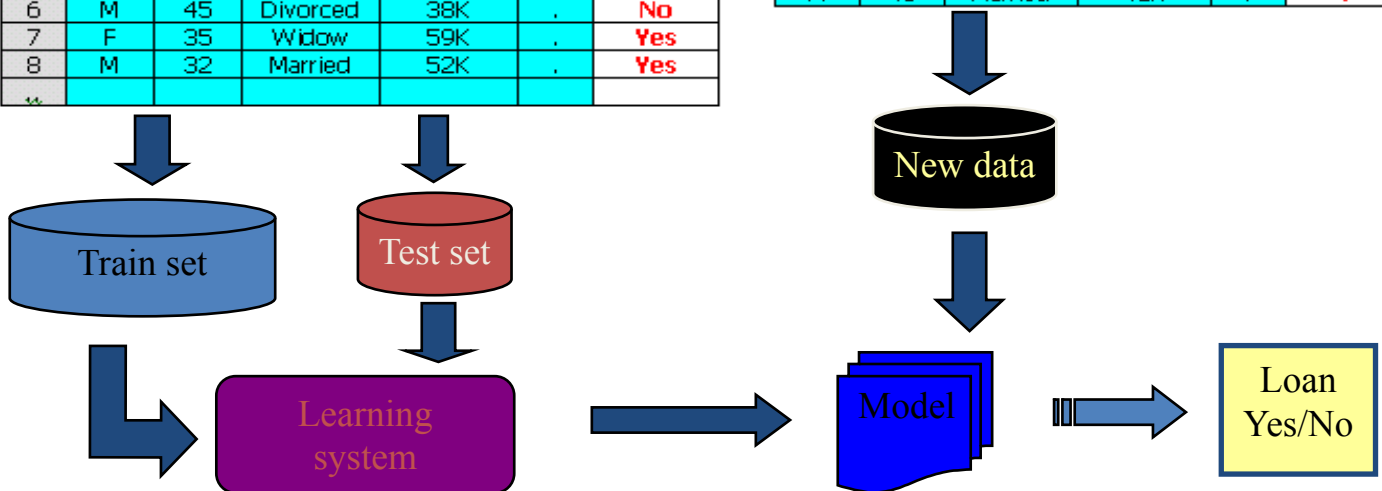 6 M 45 Divorced 38K . No
7 F 35 Widow 59K . Yes
8 M 32 Married 52K . Yes
New data
Train set
Test set
Learning
system
Model
Loan
Yes/No